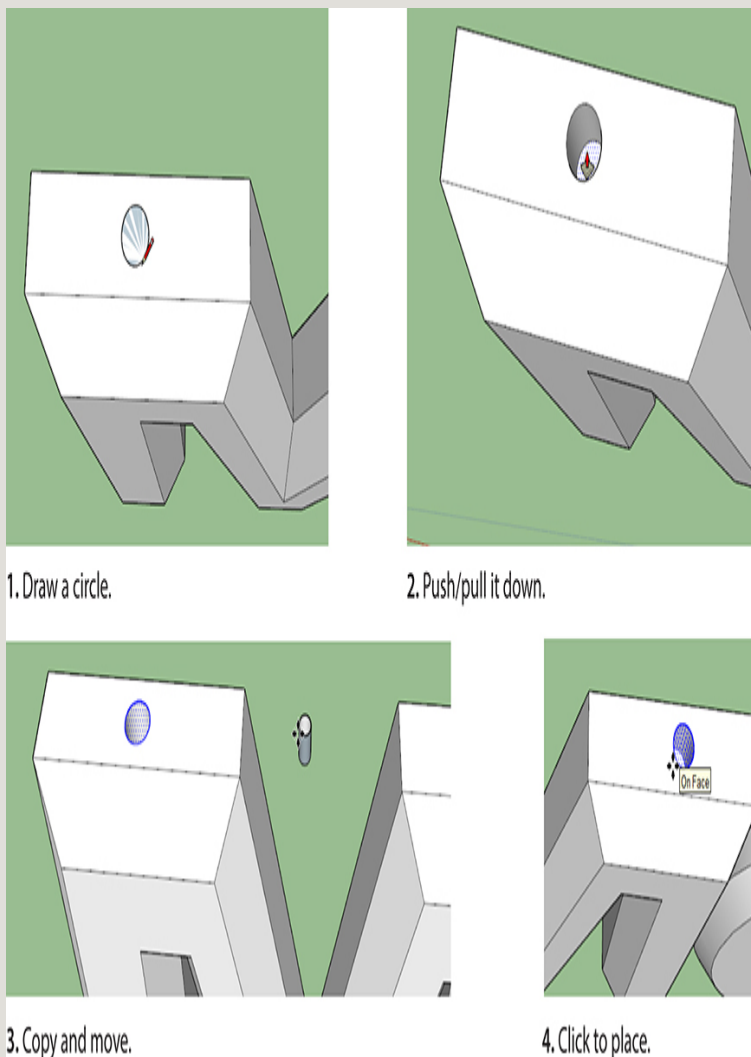 1. Draw a circle.
2. Push/pull it down.
On Face
3. Copy and move.
4. Click to place.